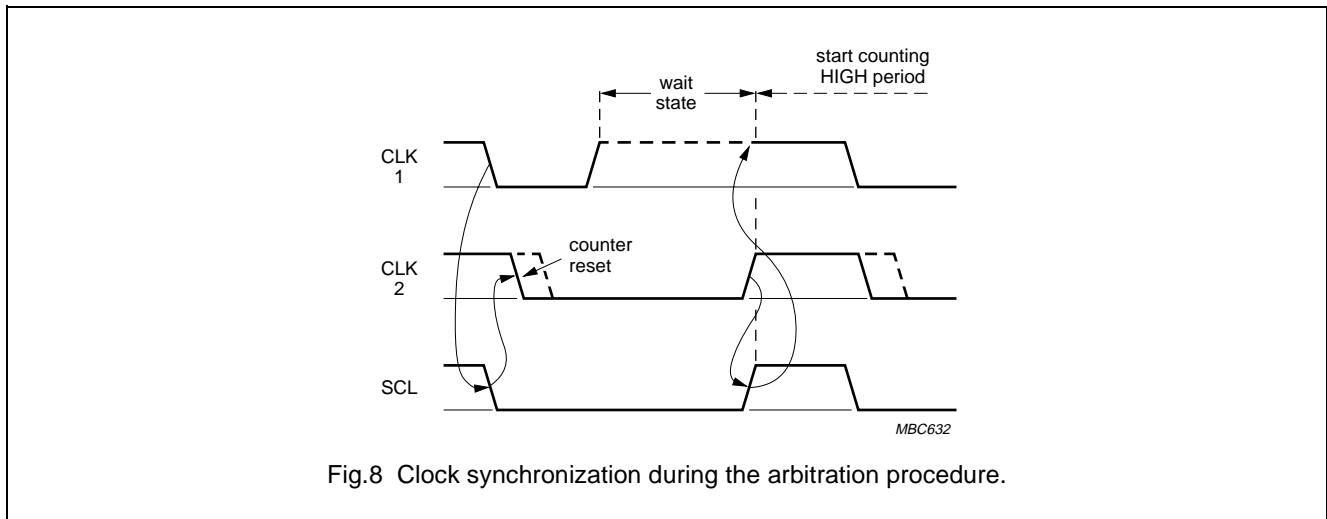 start counting
HIGH period
wait
state
CLK
1
counter
reset
CLK
2
SCL
MBC632
Fig.8 Clock synchronization during the arbitration procedure.